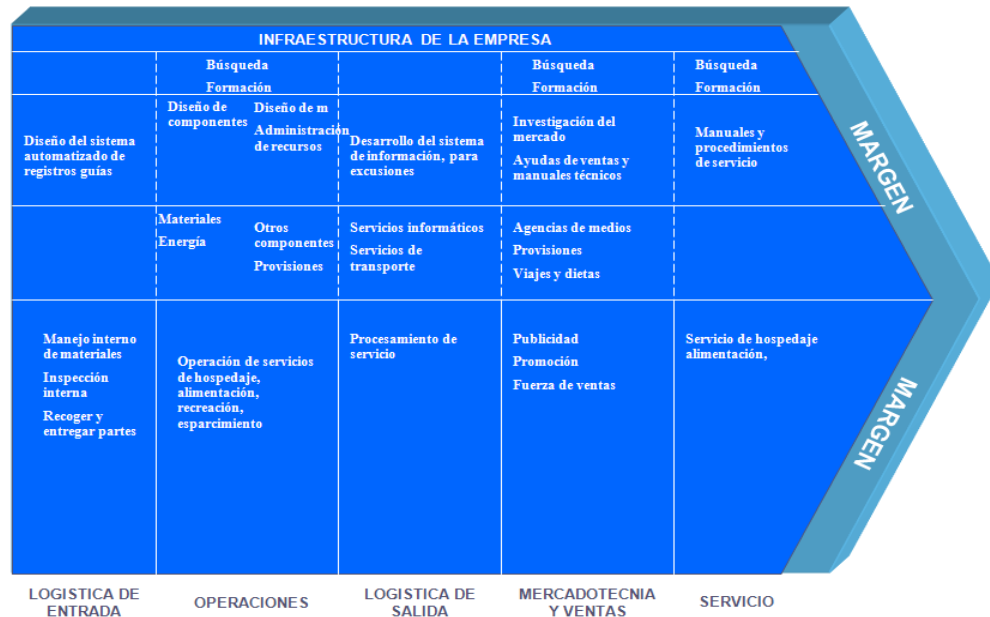 INFRAESTRUCTURA DE LA EMPRESA
Búsqueda
Formación
Búsqueda
Formación
Búsqueda
Formación
Diseño del sistema
automatizado de
registros guías
Diseño de
componentes
Diseño de m
Administración
de recursos
Desarrollo del sistema
de información, para
excusiones
Investigación del
mercado
Ayudas de ventas y
manuales técnicos
Manuales y
procedimientos
de servicio
MARGEN
Materiales
Energía
Otros
componentes
Provisiones
Servicios informáticos
Servicios de
transporte
Agencias de medios
Provisiones
Viajes y dietas
Manejo interno
de materiales
Inspección
interna
Recoger y
entregar partes
Operación de servicios
de hospedaje,
alimentación,
recreación,
esparcimiento
Procesamiento de
servicio
Publicidad
Promoción
Fuerza de ventas
Servicio de hospedaje
alimentación,
MARGEN
LOGISTICA DE
ENTRADA
OPERACIONES
LOGISTICA DE
SALIDA
MERCADOTECNIA
Y VENTAS
SERVICIO